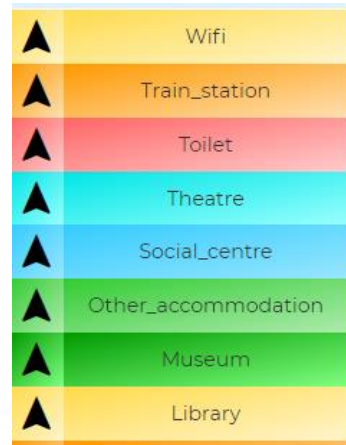 Wifi
Train_station
Toilet
Theatre
Social_centre
Other_accommodation
Museum
Library